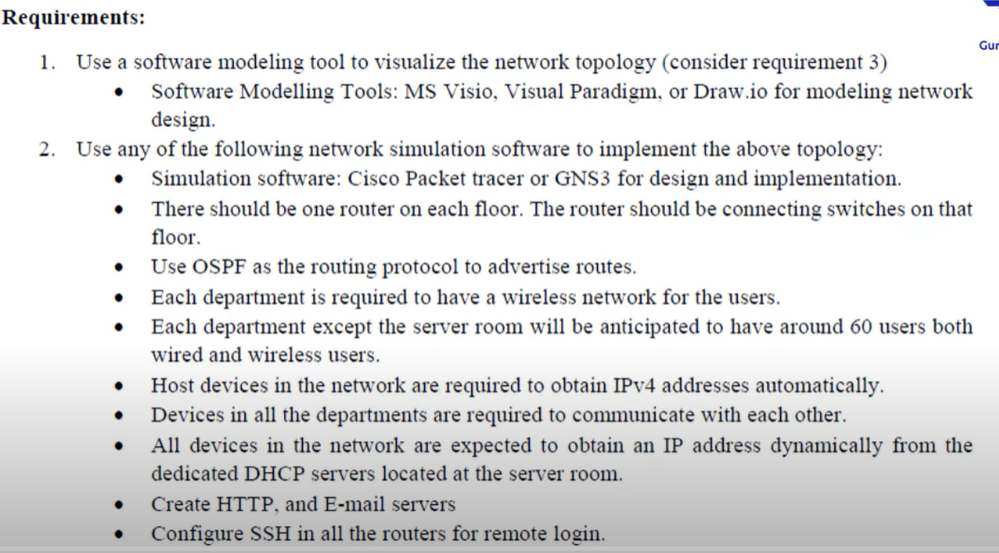 Requirements:
Gur
1. Use a software modeling tool to visualize the network topology (consider requirement 3)
• Software Modelling Tools: MS Visio, Visual Paradigm, or Draw.io for modeling network
design.
2. Use any of the following network simulation software to implement the above topology:
• Simulation software: Cisco Packet tracer or GNS3 for design and implementation.
• There should be one router on each floor. The router should be connecting switches on that
floor.
• Use OSPF as the routing protocol to advertise routes.
• Each department is required to have a wireless network for the users.
• Each department except the server room will be anticipated to have around 60 users both
wired and wireless users.
• Host devices in the network are required to obtain IPv4 addresses automatically.
• Devices in all the departments are required to communicate with each other.
• All devices in the network are expected to obtain an IP address dynamically from the
dedicated DHCP servers located at the server room.
• Create HTTP, and E-mail servers
• Configure SSH in all the routers for remote login.